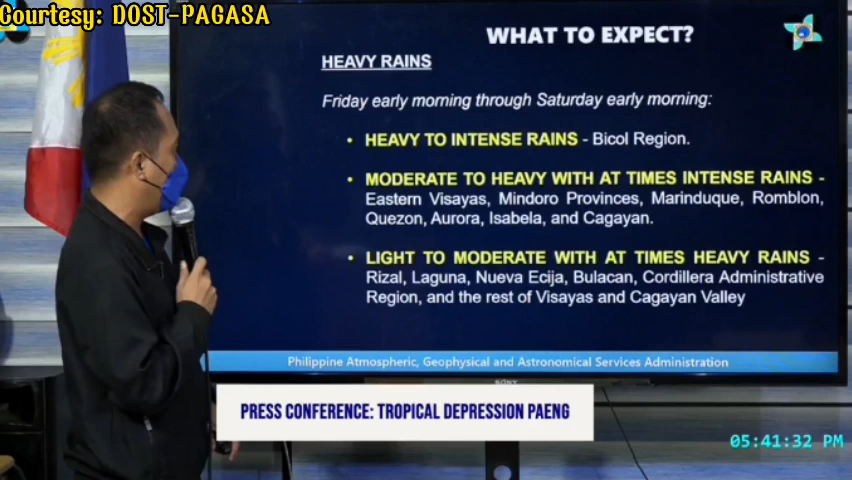 Courtesy: DOST-PAGASA
WHAT TO EXPECT?
HEAVY RAINS
Friday early morning through Saturday early morning:
• HEAVY TO INTENSE RAINS - Bicol Region.
• MODERATE TO HEAVY WITH AT TIMES INTENSE RAINS -
Eastern Visayas, Mindoro Provinces, Marinduque, Romblon,
Quezon, Aurora, Isabela, and Cagayan.
• LIGHT TO MODERATE WITH AT TIMES HEAVY RAINS -
Rizal, Laguna, Nueva Ecija, Bulacan, Cordillera Administrative
Region, and the rest of Visayas and Cagayan Valley
Philippine Atmospheric, Geophysical and Astronomical Services Administration
SONY
PRESS CONFERENCE: TROPICAL DEPRESSION PAENG
05:41:32 PM